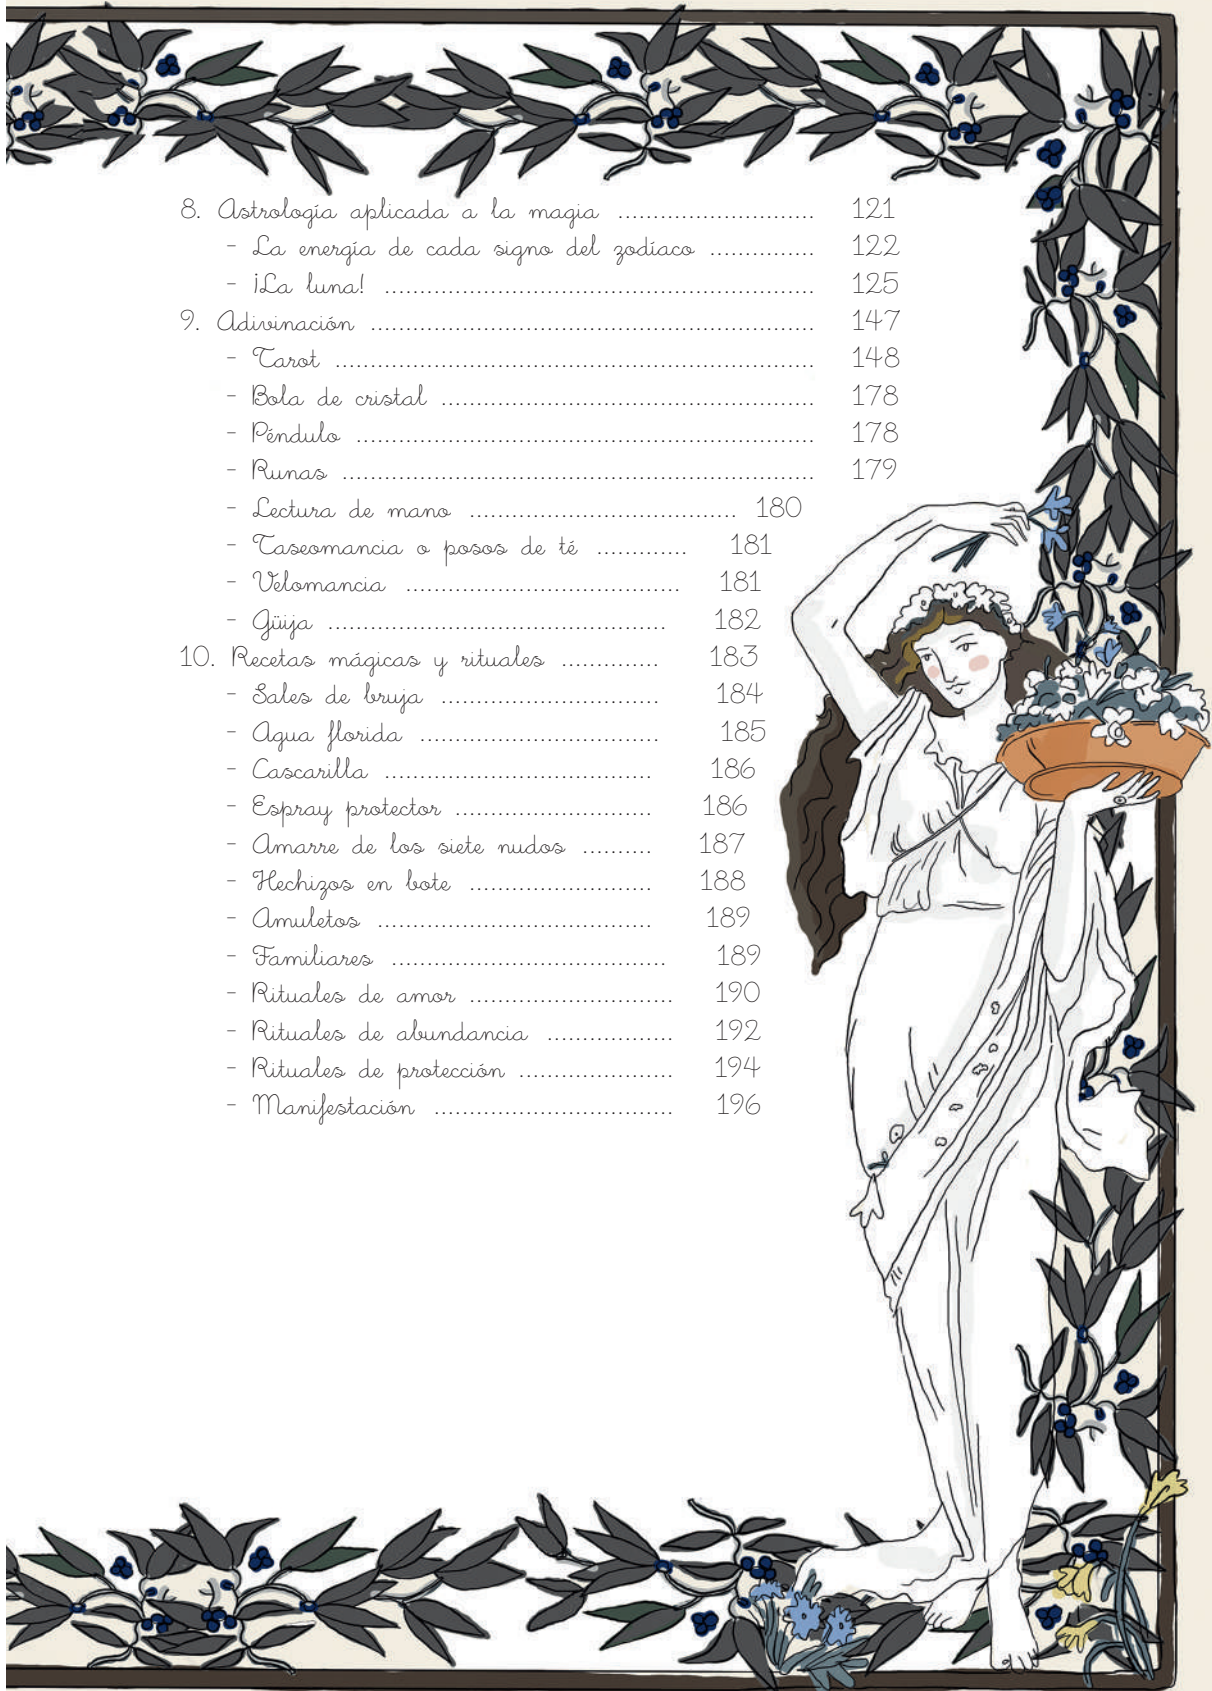 8. Astrología aplicada a la magia ............................ 121
- La energía de cada signo del zodíaco ............... 122
- ¡La luna! ............................................................. 125
9. Adivinación ............................................................... 147
- Tarot .................................................................... 148
- Bola de cristal ..................................................... 178
- Péndulo ................................................................. 178
- Runas ................................................................... 179
- Lectura de mano ...................................... 180
- Taseomancia o posos de té ............. 181
- Velomancia ....................................... 181
- Güija ................................................ 182
10. Recetas mágicas y rituales .............. 183
- Sales de bruja ............................... 184
- Agua florida .................................. 185
- Cascarilla ...................................... 186
- Espray protector ............................ 186
- Amarre de los siete nudos .......... 187
- Hechizos en bote .......................... 188
- Amuletos ....................................... 189
- Familiares ....................................... 189
- Rituales de amor ............................. 190
- Rituales de abundancia .................. 192
- Rituales de protección ...................... 194
- Manifestación .................................. 196